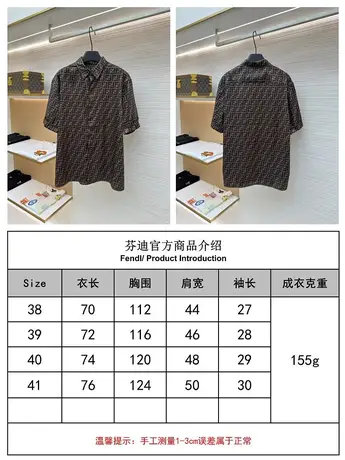 芬迪官方商品介绍
Fendi/ Product Introduction
Size 衣长 胸围 肩宽 袖长 成衣克重
38 70 112 44 27
39 72 116 46 28
40 74 120 48 29
41 76 124 50 30
155g
温馨提示：手工测量1-3cm误差属于正常